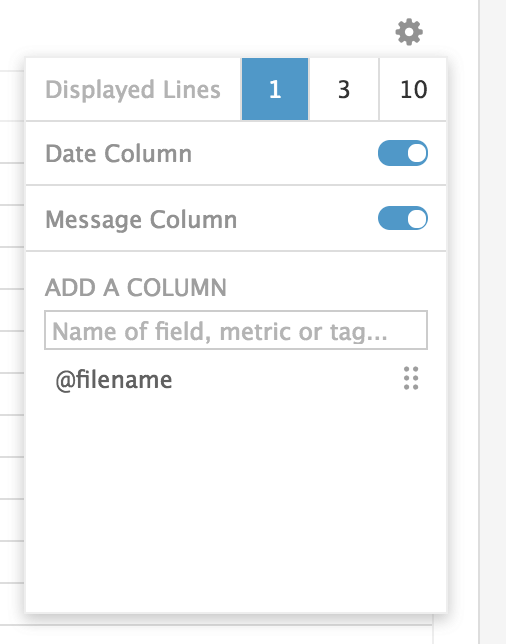 Displayed Lines 1 3 10
Date Column
Message Column
ADD A COLUMN
Name of field, metric or tag...
@filename